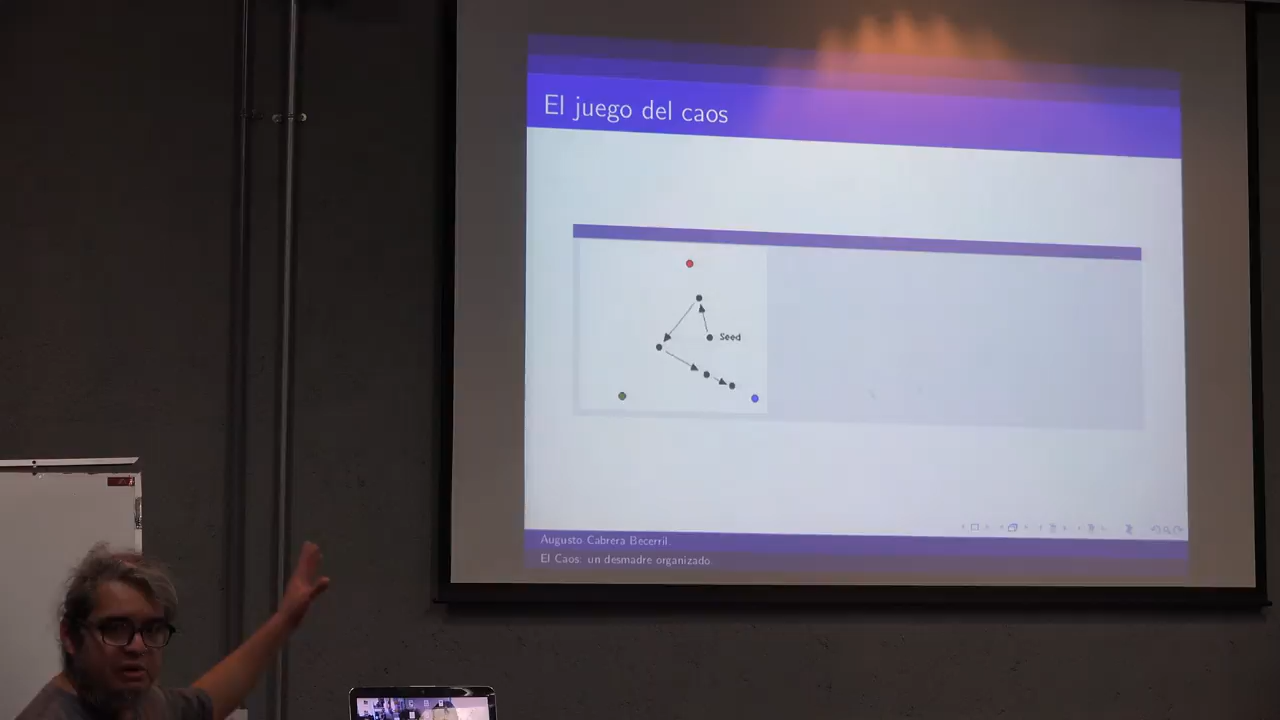 El juego del caos
Seed
Augusto Cabrera Becerril.
El Caos: un desmadre organizado.